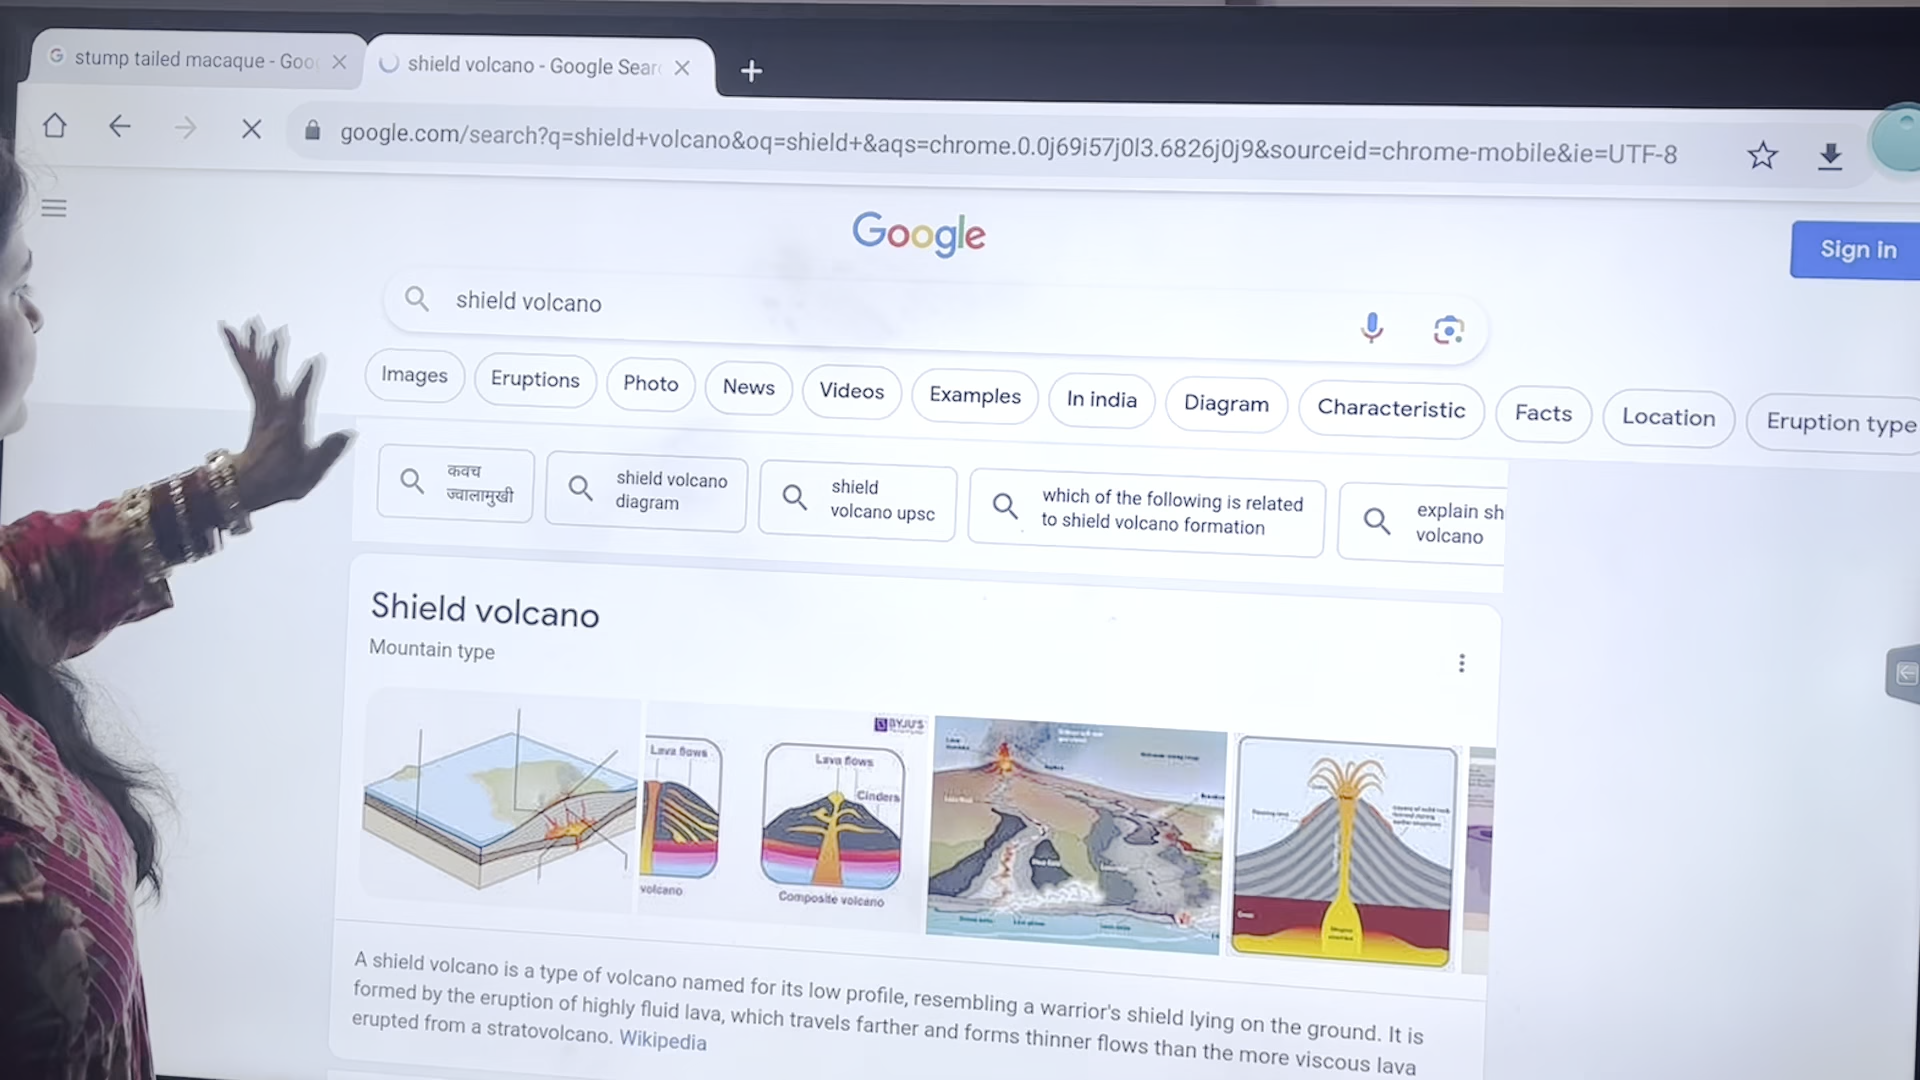 stump tailed macaque - Goo
shield volcano - Google Sear
google.com/search?q=shield+volcano&oq=shield+&aqs=chrome.0.0j69i57j0l3.6826j0j9&sourceid=chrome-mobile&ie=UTF-8
Google
Sign in
shield volcano
Images
Eruptions
Photo
News
Videos
Examples
In india
Diagram
Characteristic
Facts
Location
Eruption type
कवच
ज्वालामुखी
shield volcano
diagram
shield
volcano upsc
which of the following is related
to shield volcano formation
explain sh
volcano
Shield volcano
Mountain type
BYJU'S
Lava flows
volcano
Lava flows
Cinders
Composite volcano
A shield volcano is a type of volcano named for its low profile, resembling a warrior's shield lying on the ground. It is
formed by the eruption of highly fluid lava, which travels farther and forms thinner flows than the more viscous lava
erupted from a stratovolcano. Wikipedia